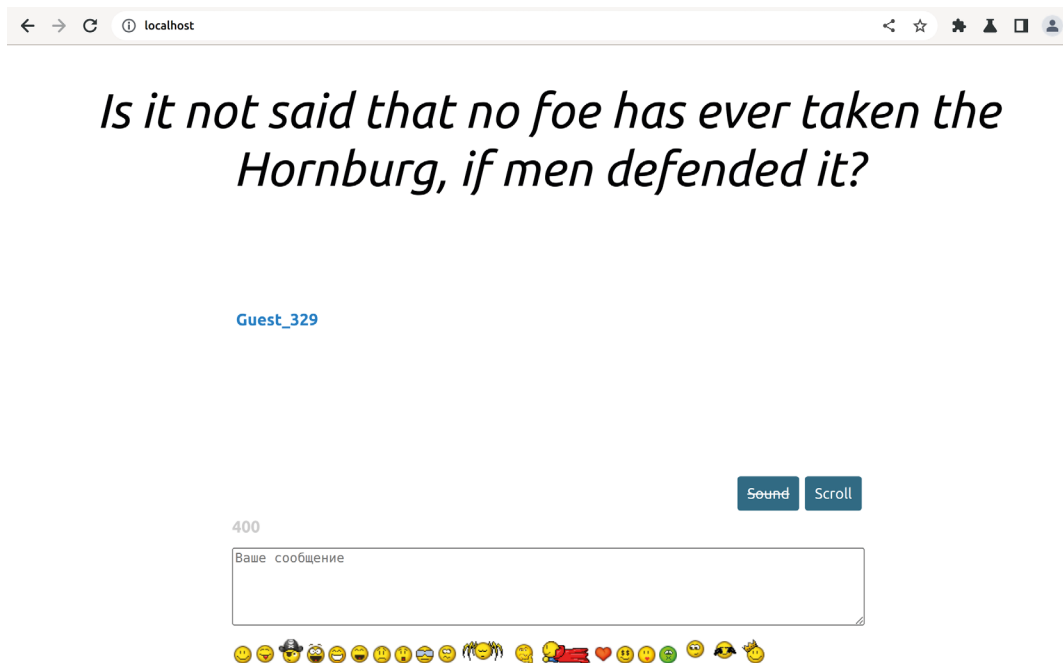 localhost
Is it not said that no foe has ever taken the
Hornburg, if men defended it?
Guest_329
Sound Scroll
400
Ваше сообщение